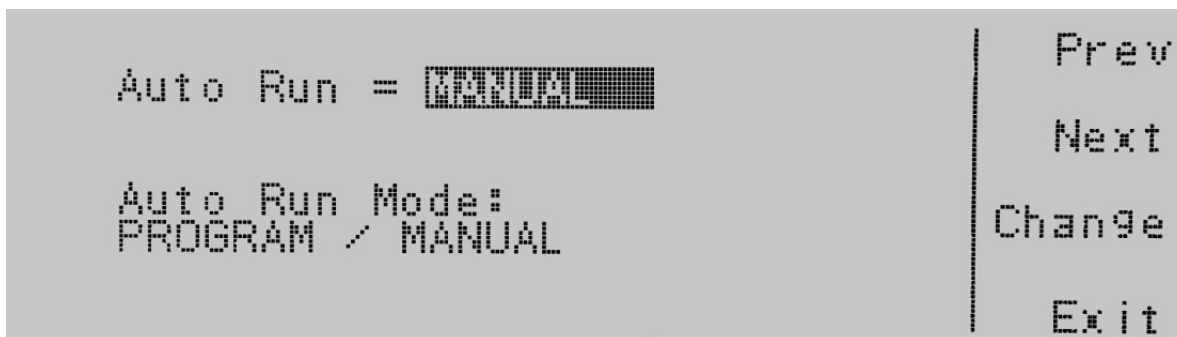 Auto Run = MANUAL
Auto Run Mode:
PROGRAM / MANUAL
Prev
Next
Change
Exit